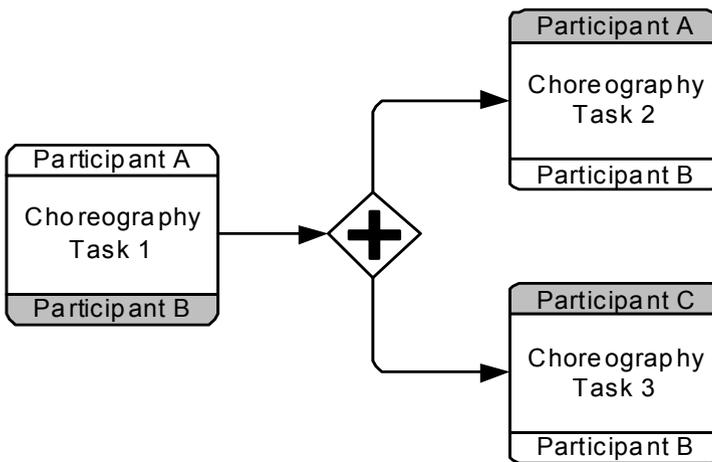 Participant A
Choreography
Task 1
Participant B
Participant A
Choreography
Task 2
Participant B
Participant C
Choreography
Task 3
Participant B